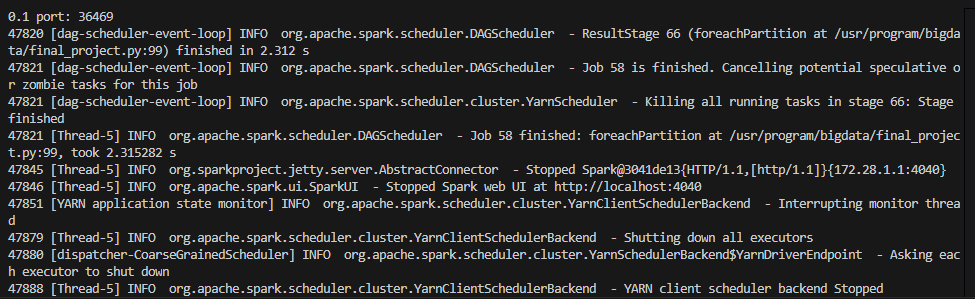 0.1 port: 36469
47820 [dag-scheduler-event-loop] INFO  org.apache.spark.scheduler.DAGScheduler  - ResultStage 66 (foreachPartition at /usr/program/bigda
ta/final_project.py:99) finished in 2.312 s
47821 [dag-scheduler-event-loop] INFO  org.apache.spark.scheduler.DAGScheduler  - Job 58 is finished. Cancelling potential speculative o
r zombie tasks for this job
47821 [dag-scheduler-event-loop] INFO  org.apache.spark.scheduler.cluster.YarnScheduler  - Killing all running tasks in stage 66: Stage
finished
47821 [Thread-5] INFO  org.apache.spark.scheduler.DAGScheduler  - Job 58 finished: foreachPartition at /usr/program/bigdata/final_projec
t.py:99, took 2.315282 s
47845 [Thread-5] INFO  org.sparkproject.jetty.server.AbstractConnector  - Stopped Spark@3041de13{HTTP/1.1,[http/1.1]}{172.28.1.1:4040}
47846 [Thread-5] INFO  org.apache.spark.ui.SparkUI  - Stopped Spark web UI at http://localhost:4040
47851 [YARN application state monitor] INFO  org.apache.spark.scheduler.cluster.YarnClientSchedulerBackend  - Interrupting monitor threa
d
47879 [Thread-5] INFO  org.apache.spark.scheduler.cluster.YarnClientSchedulerBackend  - Shutting down all executors
47880 [dispatcher-CoarseGrainedScheduler] INFO  org.apache.spark.scheduler.cluster.YarnSchedulerBackend$YarnDriverEndpoint  - Asking eac
h executor to shut down
47888 [Thread-5] INFO  org.apache.spark.scheduler.cluster.YarnClientSchedulerBackend  - YARN client scheduler backend Stopped